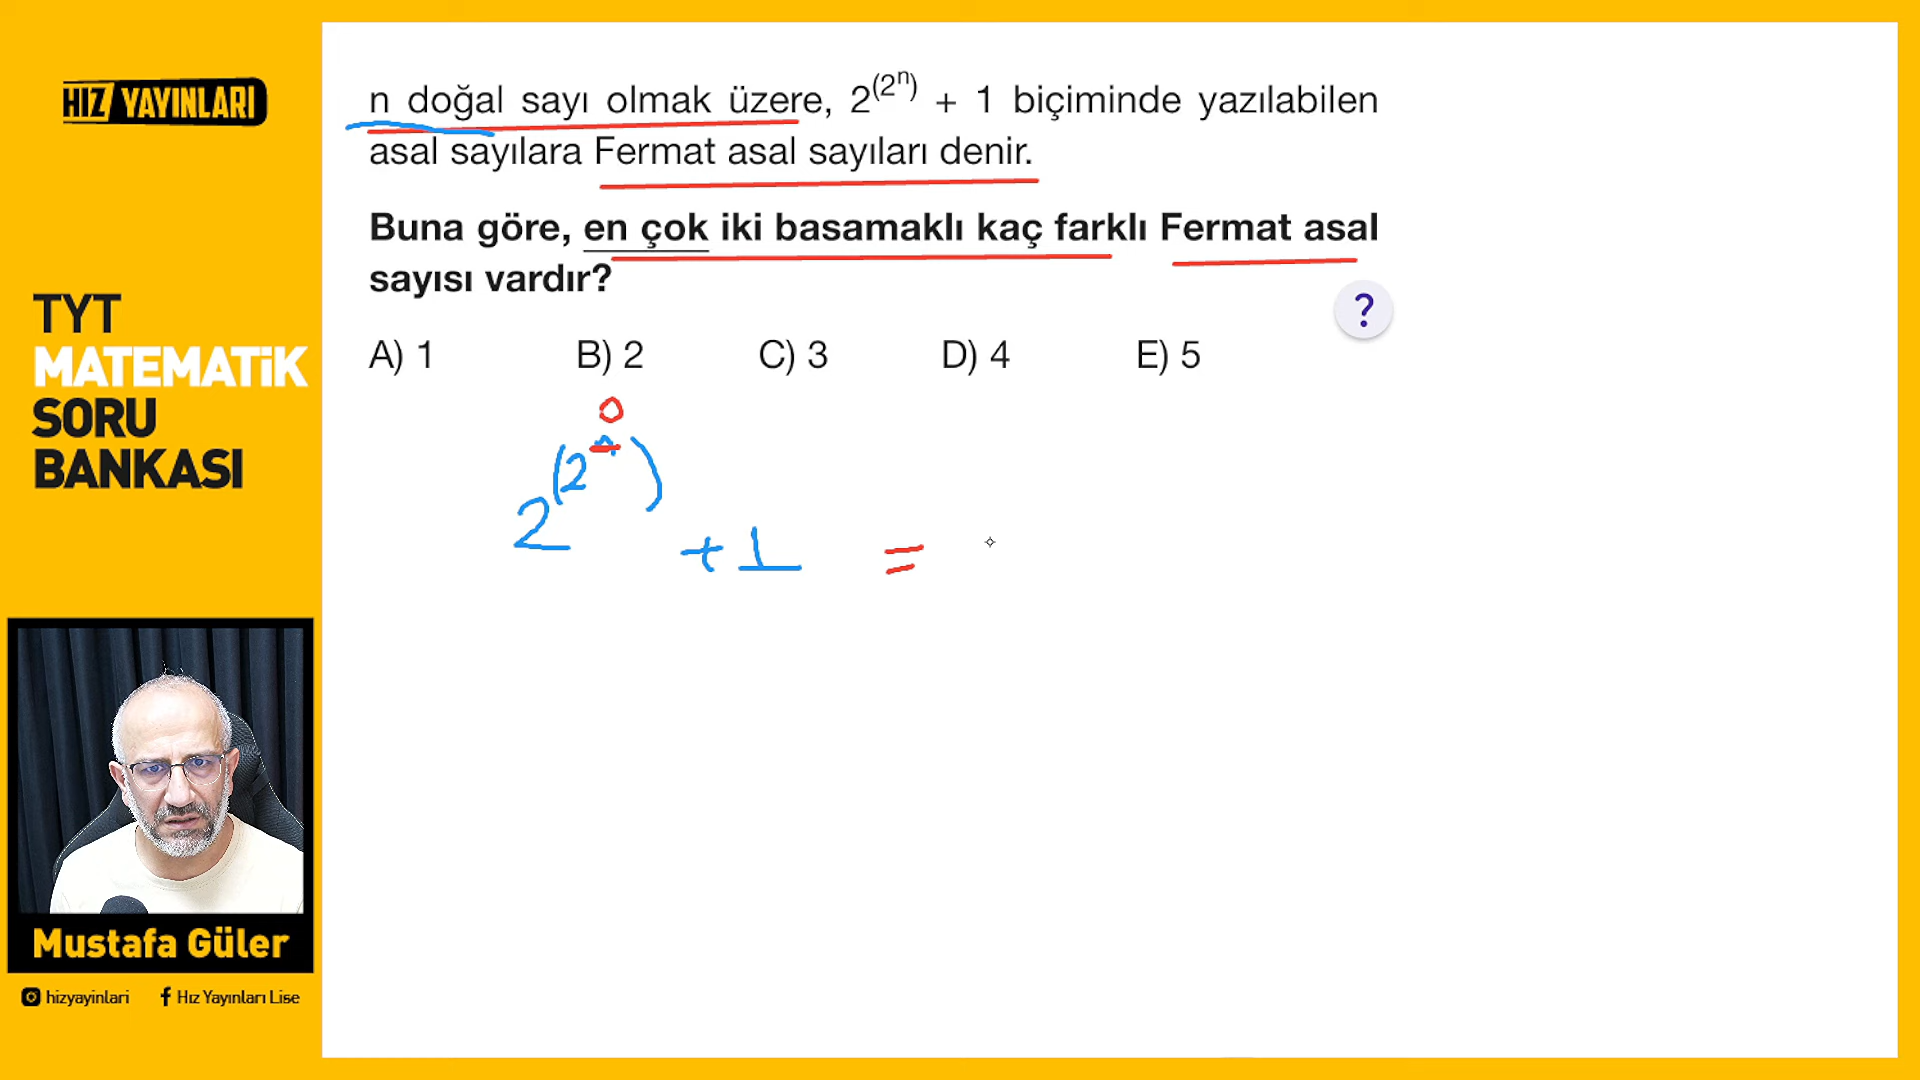 HIZ YAYINLARI
TYT
MATEMATİK
SORU
BANKASI
Mustafa Güler
hizyayinlari
Hız Yayınları Lise
n doğal sayı olmak üzere, 2^(2^n) + 1 biçiminde yazılabilen
asal sayılara Fermat asal sayıları denir.
Buna göre, en çok iki basamaklı kaç farklı Fermat asal
sayısı vardır?
?
A) 1 B) 2 C) 3 D) 4 E) 5
0
2^(2^n) + 1 =